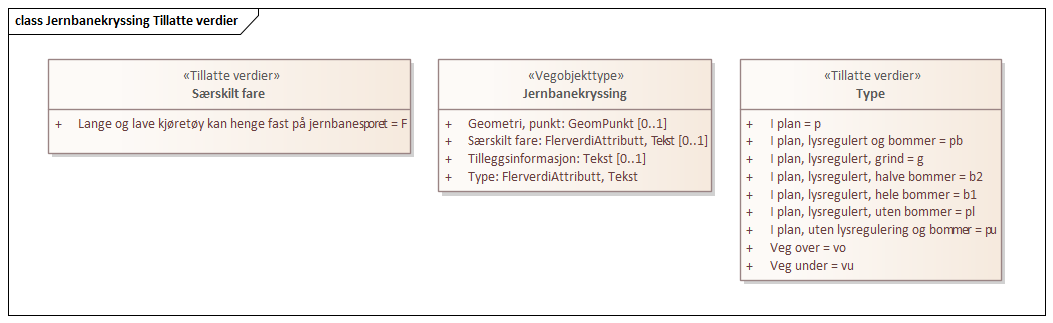 class Jernbanekryssing Tillatte verdier
«Tillatte verdier»
Særskilt fare
+ Lange og lave kjøretøy kan henge fast på jernbanesporet = F
«Vegobjekttype»
Jernbanekryssing
+ Geometri, punkt: GeomPunkt [0..1]
+ Særskilt fare: FlerverdiAttributt, Tekst [0..1]
+ Tilleggsinformasjon: Tekst [0..1]
+ Type: FlerverdiAttributt, Tekst
«Tillatte verdier»
Type
+ I plan = p
+ I plan, lysregulert og bommer = pb
+ I plan, lysregulert, grind = g
+ I plan, lysregulert, halve bommer = b2
+ I plan, lysregulert, hele bommer = b1
+ I plan, lysregulert, uten bommer = pl
+ I plan, uten lysregulering og bommer = pu
+ Veg over = vo
+ Veg under = vu